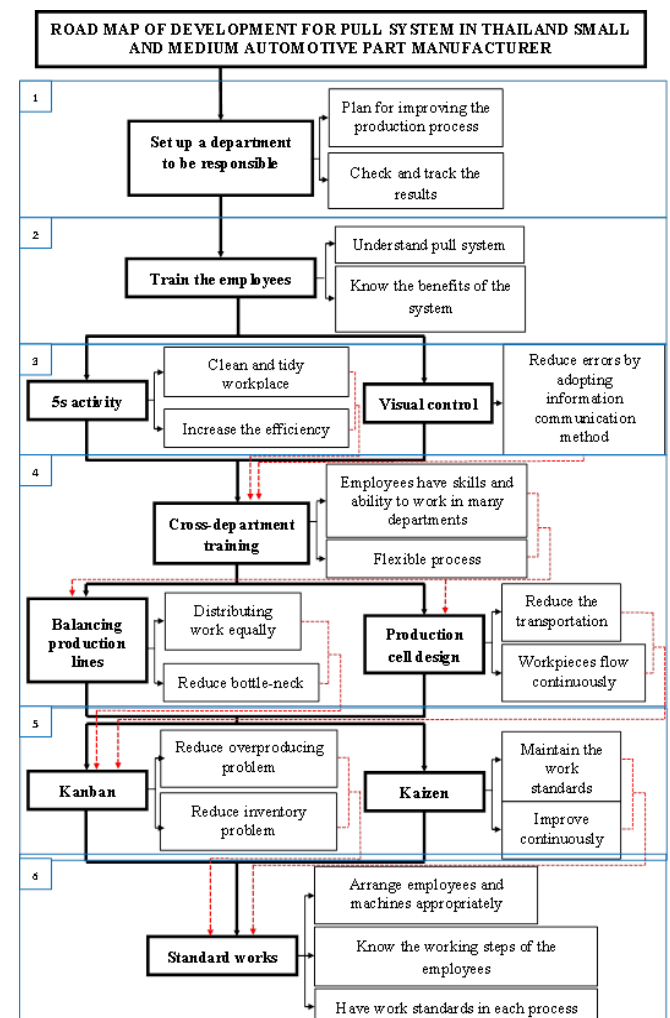 ROAD MAP OF DEVELOPMENT FOR PULL SYSTEM IN THAILAND SMALL
AND MEDIUM AUTOMOTIVE PART MANUFACTURER
1
Set up a department
to be responsible
Plan for improving the
production process
Check and track the
results
2
Train the employees
Understand pull system
Know the benefits of the
system
3
5s activity
Clean and tidy
workplace
Increase the efficiency
Visual control
Reduce errors by
adopting
information
communication
method
4
Cross-department
training
Employees have skills and
ability to work in many
departments
Flexible process
Balancing
production
lines
Distributing
work equally
Reduce bottle-neck
Production
cell design
Reduce the
transportation
Workpieces flow
continuously
5
Kanban
Reduce overproducing
problem
Reduce inventory
problem
Kaizen
Maintain the
work
standards
Improve
continuously
6
Standard works
Arrange employees and
machines appropriately
Know the working steps of the
employees
Have work standards in each process